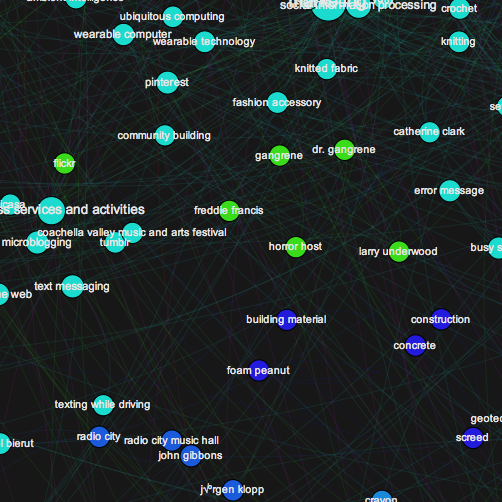 ubiquitous computing
crochet
wearable computer
wearable technology
knitting
knitted fabric
pinterest
fashion accessory
community building
catherine clark
dr. gangrene
gangrene
flickr
error message
s services and activities
freddie francis
coachella valley music and arts festival
microblogging
tumblr
horror host
larry underwood
busy s
text messaging
e web
building material
construction
concrete
foam peanut
texting while driving
geotec
radio city
radio city music hall
screed
l bierut
john gibbons
j√ºrgen klopp
crayon